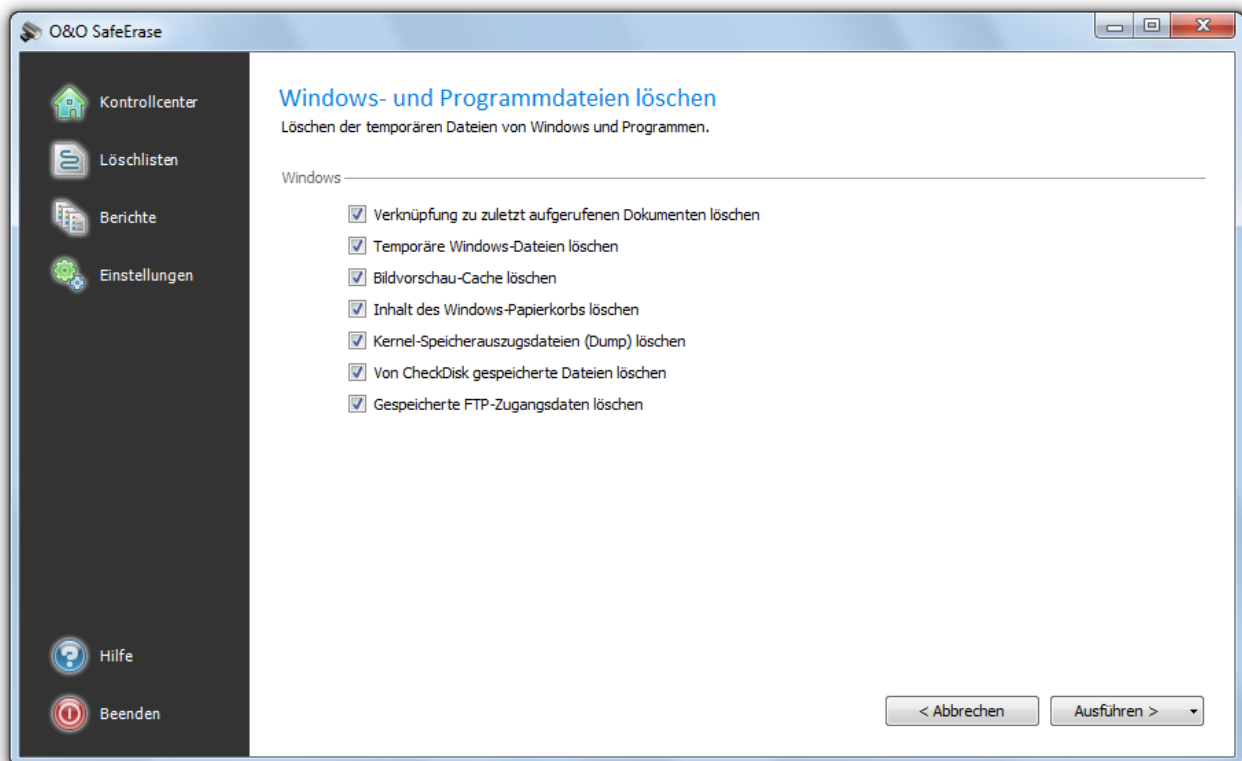 O&O SafeErase
Kontrollcenter
Löschlisten
Berichte
Einstellungen
Hilfe
Beenden
Windows- und Programmdateien löschen
Löschen der temporären Dateien von Windows und Programmen.
Windows
Verknüpfung zu zuletzt aufgerufenen Dokumenten löschen
Temporäre Windows-Dateien löschen
Bildvorschau-Cache löschen
Inhalt des Windows-Papierkorbs löschen
Kernel-Speicherauszugsdateien (Dump) löschen
Von CheckDisk gespeicherte Dateien löschen
Gespeicherte FTP-Zugangsdaten löschen
< Abbrechen
Ausführen >